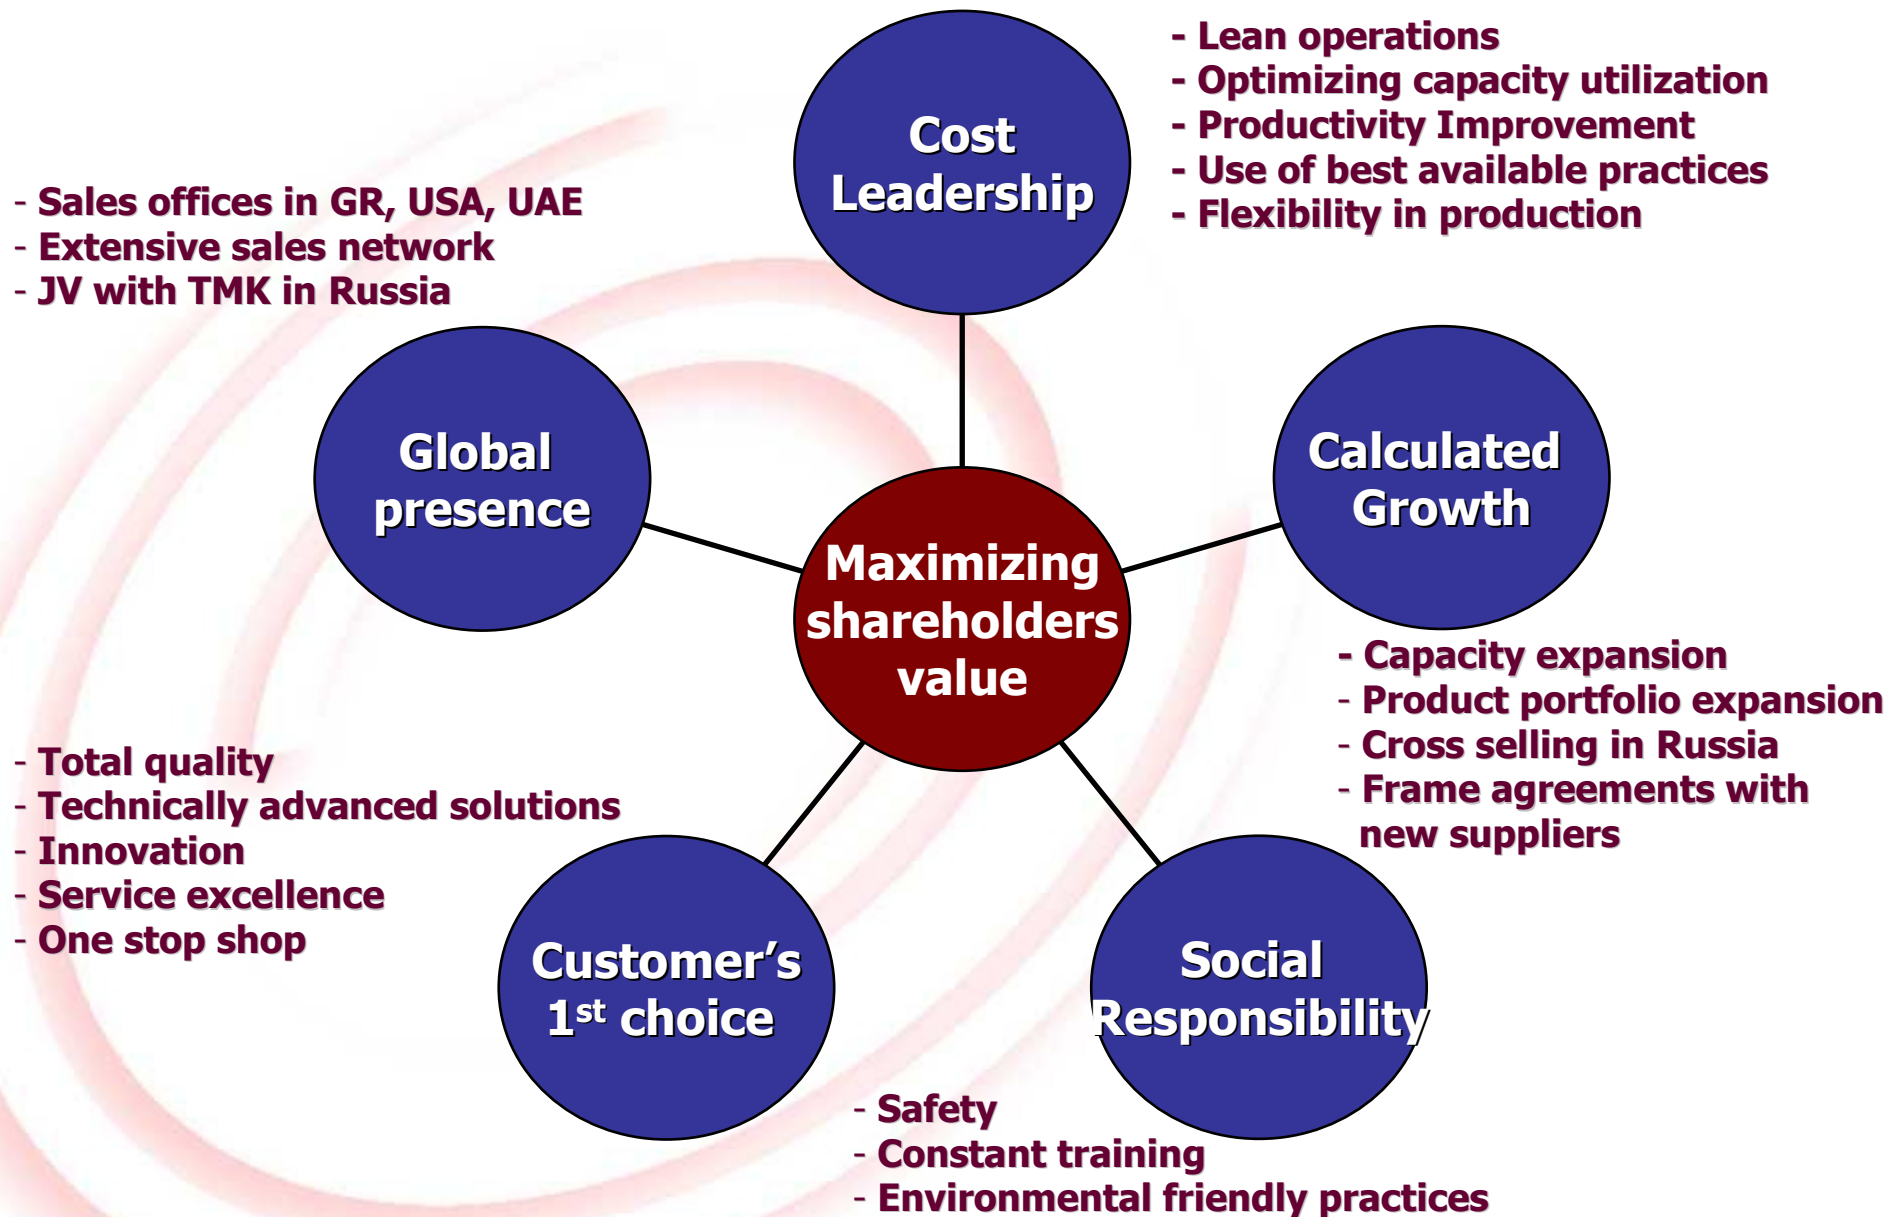 Cost
Leadership
- Lean operations
- Optimizing capacity utilization
- Productivity Improvement
- Use of best available practices
- Flexibility in production
- Sales offices in GR, USA, UAE
- Extensive sales network
- JV with TMK in Russia
Global
presence
Calculated
Growth
Maximizing
shareholders
value
- Capacity expansion
- Product portfolio expansion
- Cross selling in Russia
- Frame agreements with
new suppliers
- Total quality
- Technically advanced solutions
- Innovation
- Service excellence
- One stop shop
Customer’s
1st choice
Social
Responsibility
- Safety
- Constant training
- Environmental friendly practices